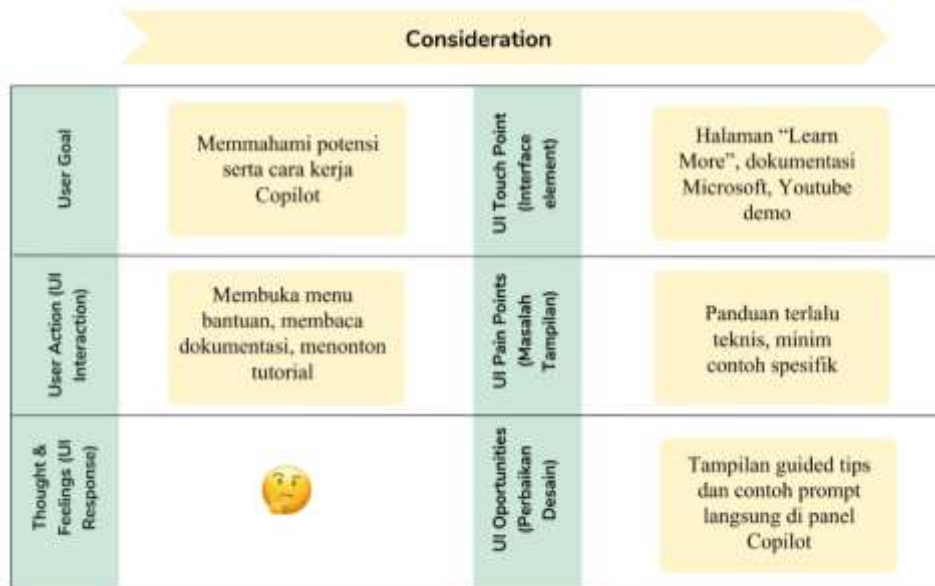 Consideration
User Goal
Memmahami potensi
serta cara kerja
Copilot
UI Touch Point
(Interface
element)
Halaman “Learn
More”, dokumentasi
Microsoft, Youtube
demo
User Action (UI
Interaction)
Membuka menu
bantuan, membaca
dokumentasi, menonton
tutorial
UI Pain Points
(Masalah
Tampilan)
Panduan terlalu
teknis, minim
contoh spesifik
Thought &
Feelings (UI
Response)
UI Oportunities
(Perbaikan
Desain)
Tampilan guided tips
dan contoh prompt
langsung di panel
Copilot